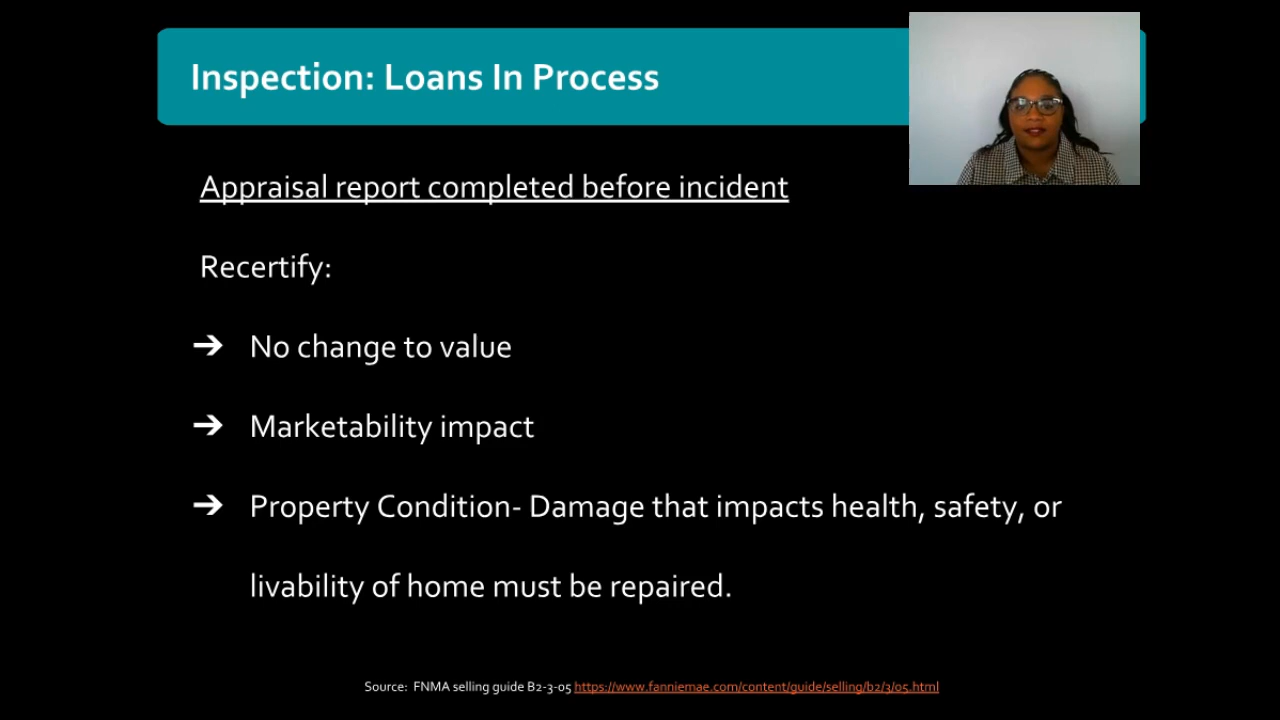 Inspection: Loans In Process
Appraisal report completed before incident
Recertify:
➔ No change to value
➔ Marketability impact
➔ Property Condition- Damage that impacts health, safety, or
livability of home must be repaired.
Source: FNMA selling guide B2-3-05 https://www.fanniemae.com/content/guide/selling/b2/3/05.html